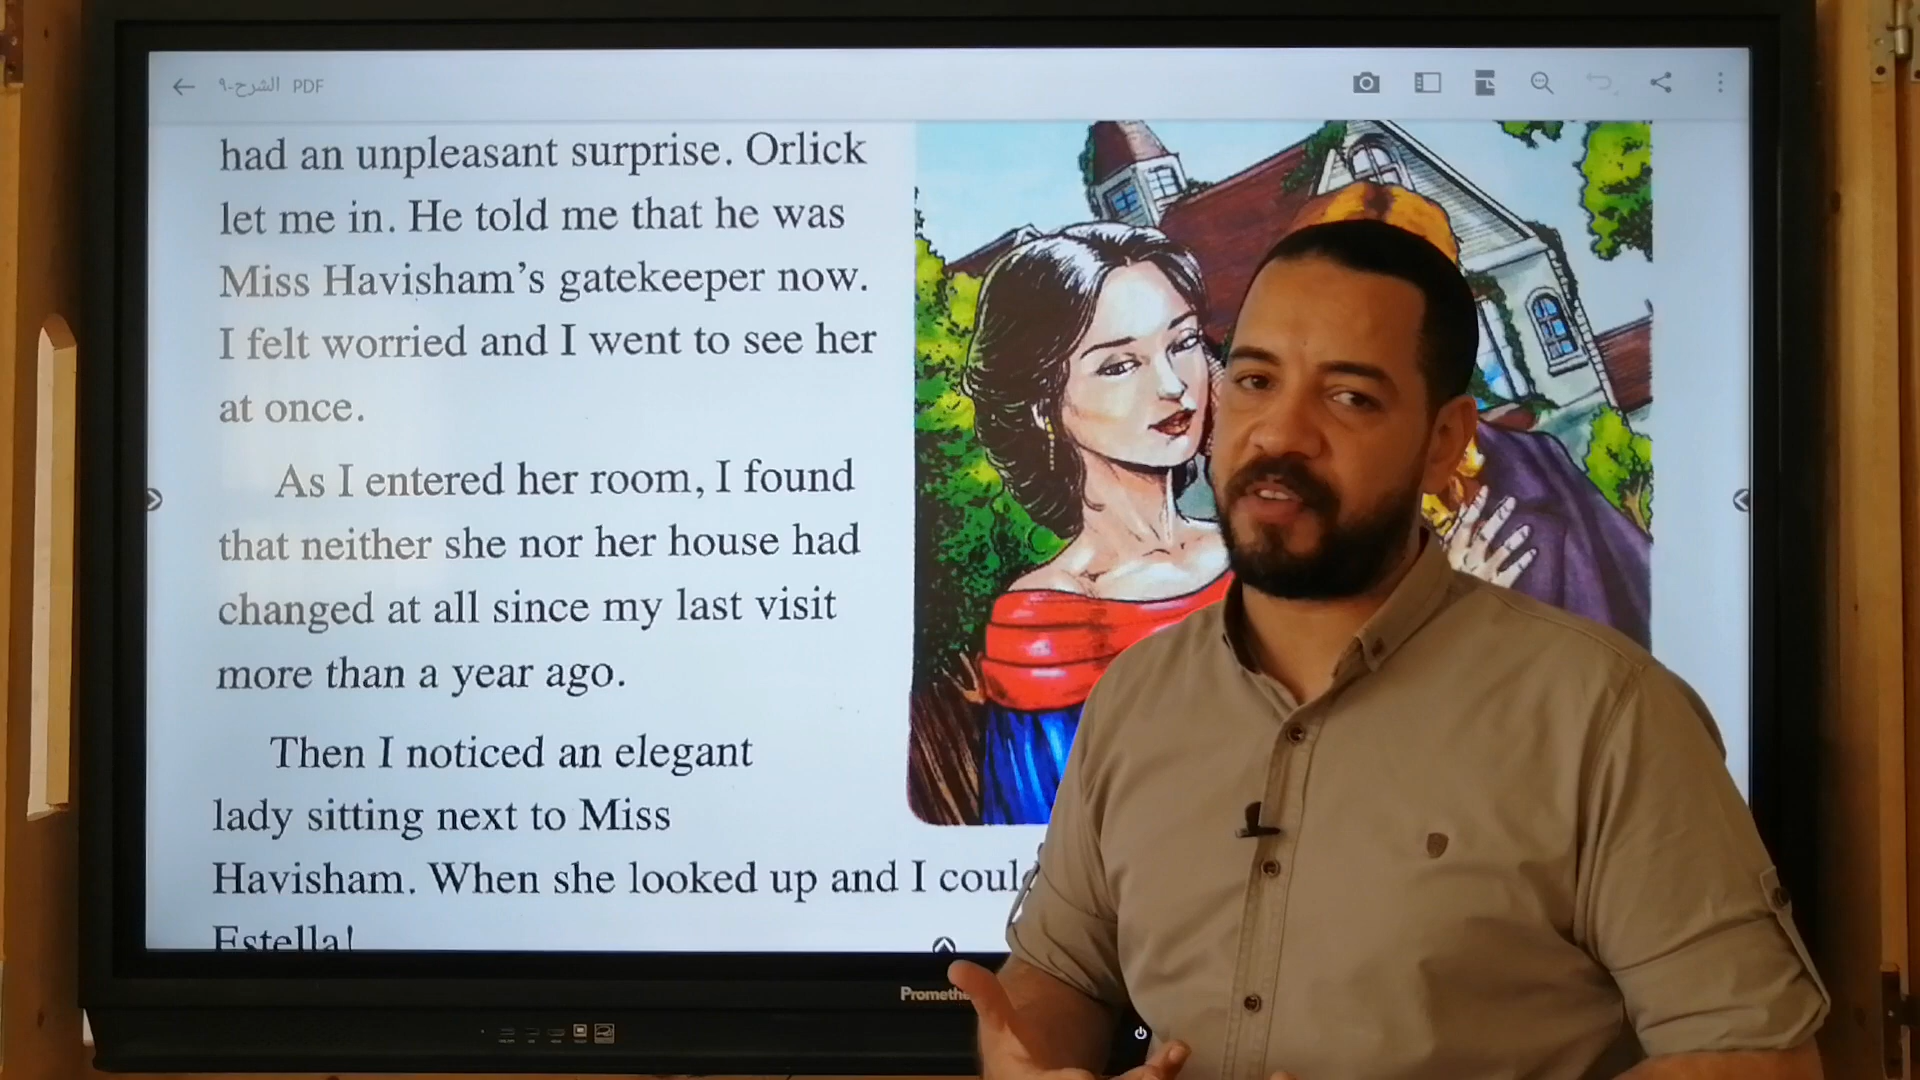 الشرح-٩ PDF
had an unpleasant surprise. Orlick
let me in. He told me that he was
Miss Havisham's gatekeeper now.
I felt worried and I went to see her
at once.
As I entered her room, I found
that neither she nor her house had
changed at all since my last visit
more than a year ago.
Then I noticed an elegant
lady sitting next to Miss
Havisham. When she looked up and I
Estella!